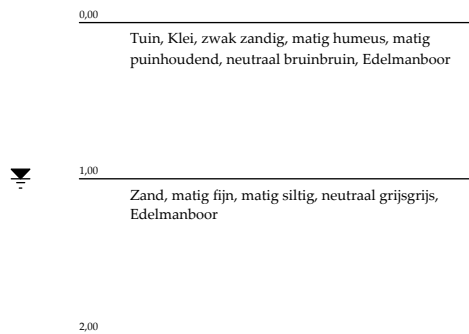 0,00
Tuin, Klei, zwak zandig, matig humeus, matig
puinhoudend, neutraal bruinbruin, Edelmanboor
1,00
Zand, matig fijn, matig siltig, neutraal grijsgrijs,
Edelmanboor
2,00